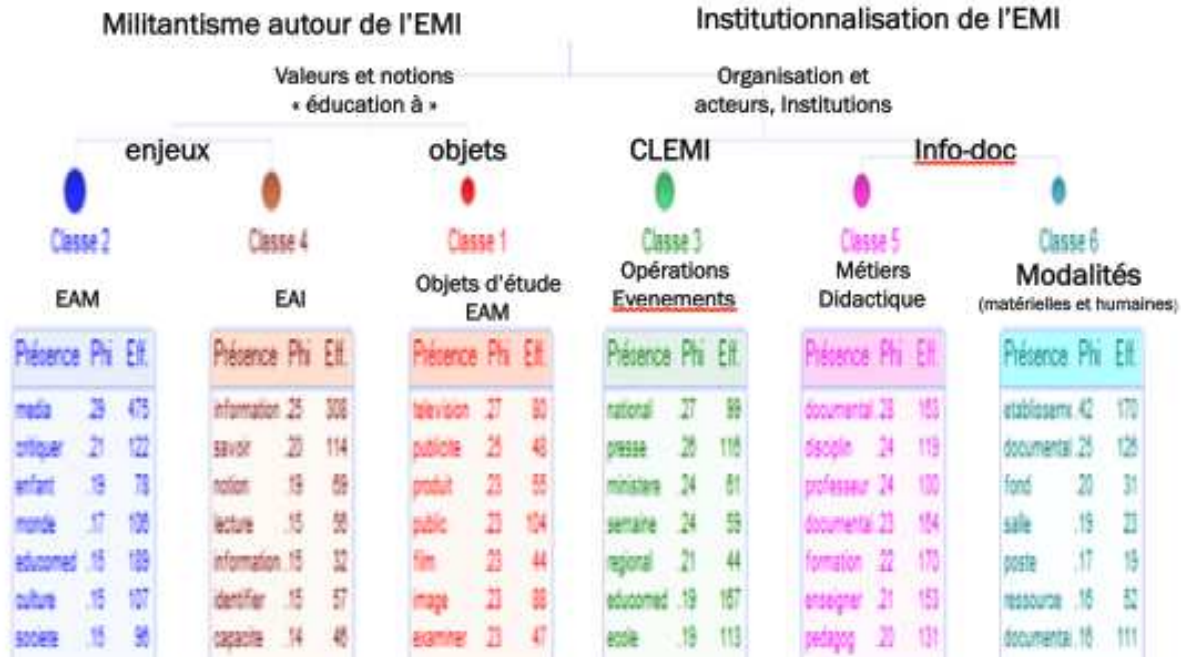 Militantisme autour de l'EMI
Institutionnalisation de l'EMI
Valeurs et notions
« éducation à »
Organisation et
acteurs, Institutions
enjeux
objets
CLEMI
Info-doc
Classe 2
Classe 4
Classe 1
Classe 3
Classe 5
Classe 6
EAM
EAI
Objets d'étude
EAM
Opérations
Evenements
Métiers
Didactique
Modalités
(matérielles et humaines)
Présence Phi Eff.
media .29 475
critiquer .21 122
enfant .19 78
monde .17 106
educomed .15 189
culture .15 107
societe .15 96
Présence Phi Eff.
information .25 308
savoir .20 114
notion .19 69
lecture .15 56
information .15 32
identifier .15 57
capacite .14 46
Présence Phi Eff.
television .27 80
publicite .25 48
produit .23 55
public .23 104
film .23 44
image .23 88
examiner .23 47
Présence Phi Eff.
national .27 99
presse .26 116
ministere .24 61
semaine .24 59
regional .21 44
educomed .19 167
ecole .19 113
Présence Phi Eff.
documental .28 163
disciplin .24 119
professeur .24 100
documental .23 164
formation .22 170
enseigner .21 153
pedagog .20 131
Présence Phi Eff.
etablisseme .42 170
documental .25 126
fond .20 31
salle .19 23
poste .17 19
ressource .16 52
documental .16 111